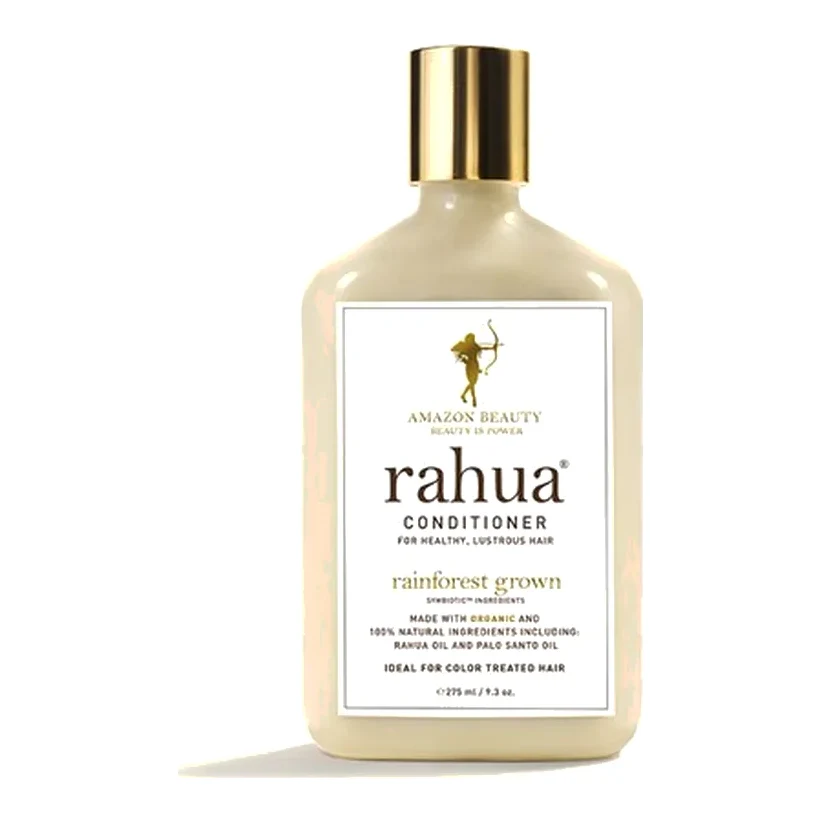 AMAZON BEAUTY
BEAUTY IS POWER
rahua®
CONDITIONER
FOR HEALTHY, LUSTROUS HAIR
rainforest grown
SYMBIOTIC™ INGREDIENTS
MADE WITH ORGANIC AND
100% NATURAL INGREDIENTS INCLUDING:
RAHUA OIL AND PALO SANTO OIL
IDEAL FOR COLOR TREATED HAIR
℮275 ml / 9.3 oz.